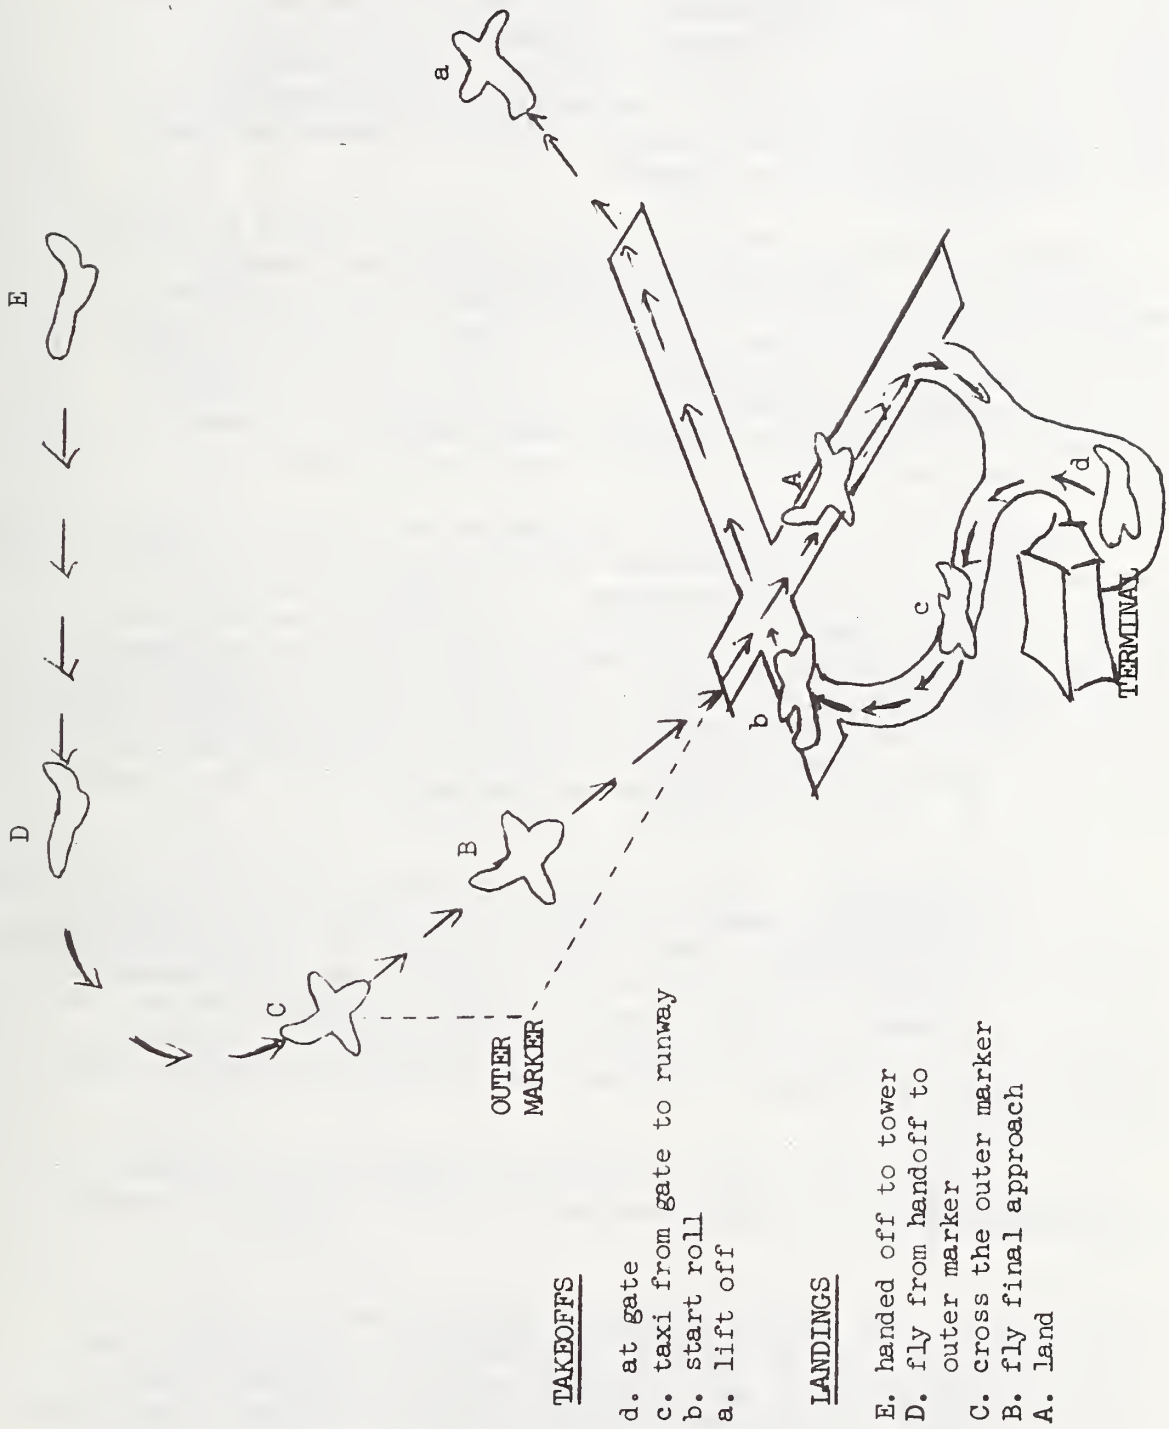 E
D
a
C
B
A
b
c
d
OUTER
MARKER
TERMINAL
TAKEOFFS
d. at gate
c. taxi from gate to runway
b. start roll
a. lift off
LANDINGS
E. handed off to tower
D. fly from handoff to
outer marker
C. cross the outer marker
B. fly final approach
A. land